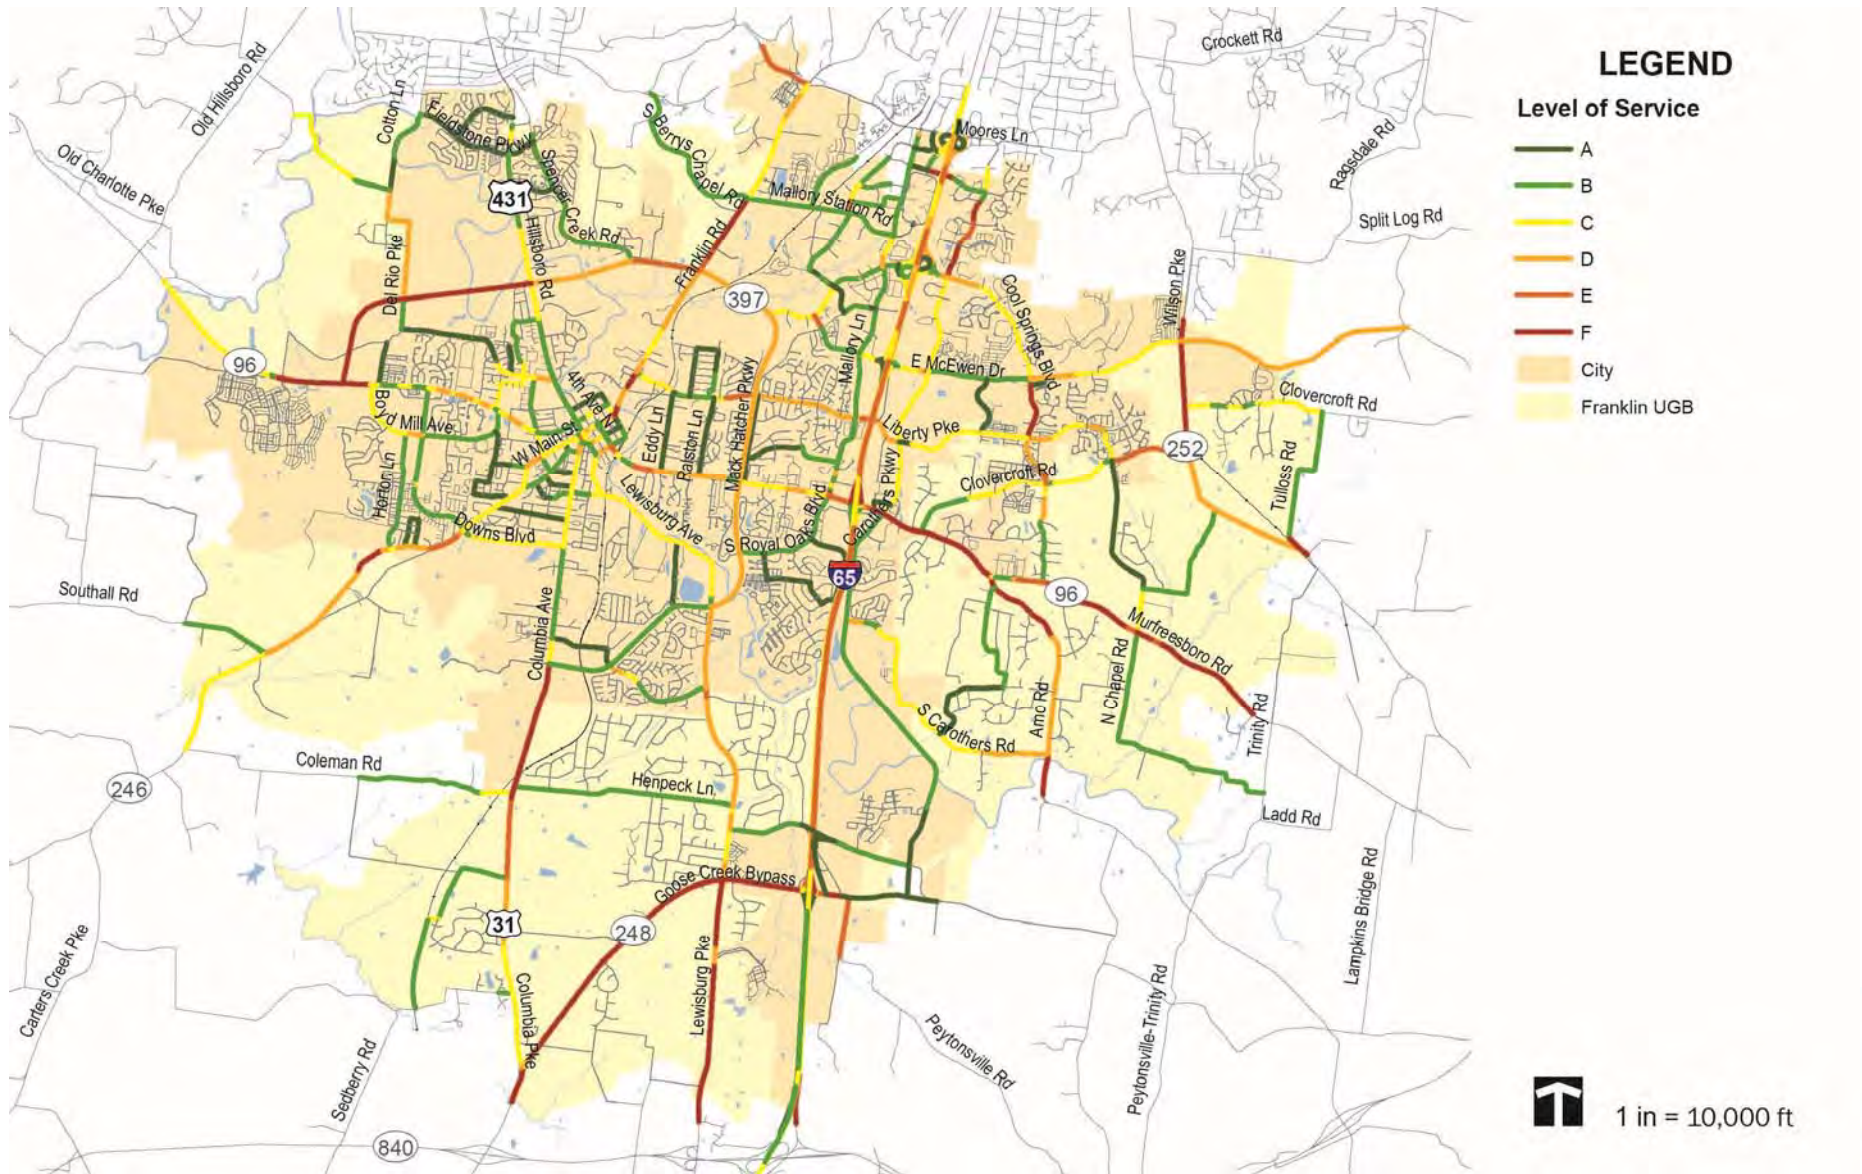 Crockett Rd
Old Hillsboro Rd
Cotton Ln
Fieldstone Pkwy
S Berrys Chapel Rd
Moores Ln
Ragsdale Rd
Old Charlotte Pke
431
Spencer Creek Rd
Mallory Station Rd
Split Log Rd
Del Rio Pke
Hillsboro Rd
Franklin Rd
397
Cool Springs Blvd
Wilson Pke
96
Mallory Ln
E McEwen Dr
4th Ave N
Clovercroft Rd
Boyd Mill Ave
W Main St
Eddy Ln
Ralston Ln
Mack Hatcher Pkwy
Liberty Pke
252
Horton Ln
Clovercroft Rd
Tulloss Rd
Lewisburg Ave
Downs Blvd
S Royal Oaks Blvd
Carothers Pkwy
65
Southall Rd
96
Columbia Ave
Murfreesboro Rd
N Chapel Rd
Arno Rd
S Carothers Rd
Trinity Rd
Coleman Rd
246
Henpeck Ln
Ladd Rd
Goose Creek Bypass
Lampkins Bridge Rd
31
248
Carters Creek Pke
Lewisburg Pke
Columbia Pke
Peytonsville Rd
Peytonsville-Trinity Rd
Sedberry Rd
840
LEGEND
Level of Service
A
B
C
D
E
F
City
Franklin UGB
1 in = 10,000 ft